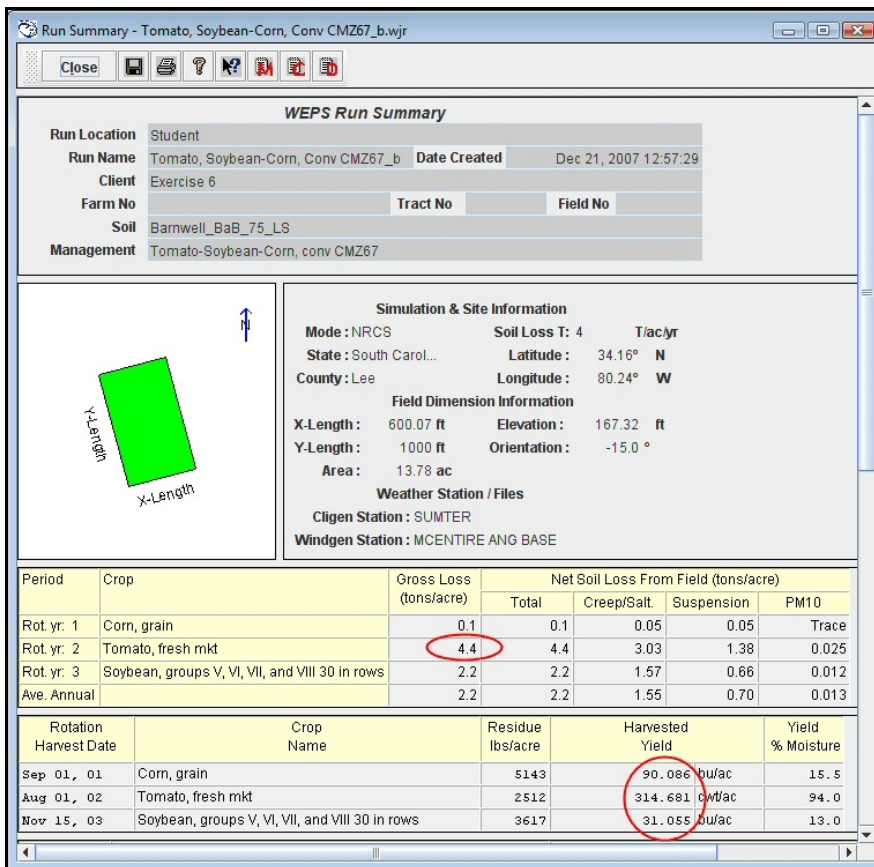 Run Summary - Tomato, Soybean-Corn, Conv CMZ67_b.wjr
Close
WEPS Run Summary
Run Location Student
Run Name Tomato, Soybean-Corn, Conv CMZ67_b Date Created Dec 21, 2007 12:57:29
Client Exercise 6
Farm No Tract No Field No
Soil Barnwell_BaB_75_LS
Management Tomato-Soybean-Corn, conv CMZ67
N
Y-Length
X-Length
Simulation & Site Information
Mode : NRCS Soil Loss T: 4 T/ac/yr
State : South Carol... Latitude : 34.16° N
County : Lee Longitude : 80.24° W
Field Dimension Information
X-Length : 600.07 ft Elevation : 167.32 ft
Y-Length : 1000 ft Orientation : -15.0 °
Area : 13.78 ac
Weather Station / Files
Cligen Station : SUMTER
Windgen Station : MCENTIRE ANG BASE
Period Crop Gross Loss Net Soil Loss From Field (tons/acre)
(tons/acre) Total Creep/Salt. Suspension PM10
Rot. yr: 1 Corn, grain 0.1 0.1 0.05 0.05 Trace
Rot. yr: 2 Tomato, fresh mkt 4.4 4.4 3.03 1.38 0.025
Rot. yr: 3 Soybean, groups V, VI, VII, and VIII 30 in rows 2.2 2.2 1.57 0.66 0.012
Ave. Annual 2.2 2.2 1.55 0.70 0.013
Rotation Crop Residue Harvested Yield
Harvest Date Name lbs/acre Yield % Moisture
Sep 01, 01 Corn, grain 5143 90.086 bu/ac 15.5
Aug 01, 02 Tomato, fresh mkt 2512 314.681 cwt/ac 94.0
Nov 15, 03 Soybean, groups V, VI, VII, and VIII 30 in rows 3617 31.055 bu/ac 13.0